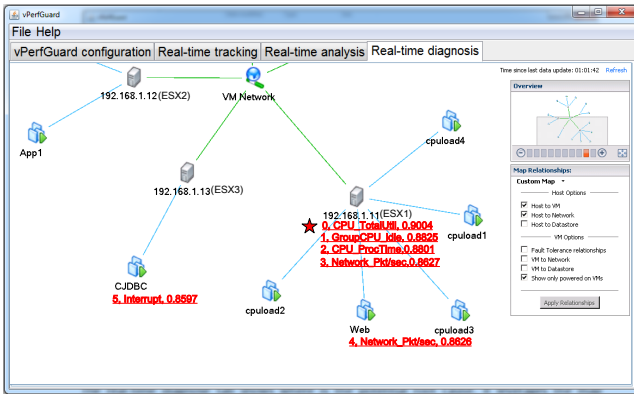 vPerfGuard
File Help
vPerfGuard configuration Real-time tracking Real-time analysis Real-time diagnosis
Time since last data update: 01:01:42 Refresh
Overview
192.168.1.12(ESX2)
VM Network
App1
cpuload4
192.168.1.13(ESX3)
192.168.1.11(ESX1)
0, CPU_TotalUtil, 0.9004
1, GroupCPU_Idle, 0.8825
2, CPU_ProcTime,0.8801
3, Network_Pkt/sec,0.8627
cpuload1
CJDBC
5, Interrupt, 0.8597
cpuload2
Web
4, Network_Pkt/sec, 0.8626
cpuload3
Map Relationships:
Custom Map
Host Options
Host to VM
Host to Network
Host to Datastore
VM Options
Fault Tolerance relationships
VM to Network
VM to Datastore
Show only powered on VMs
Apply Relationships